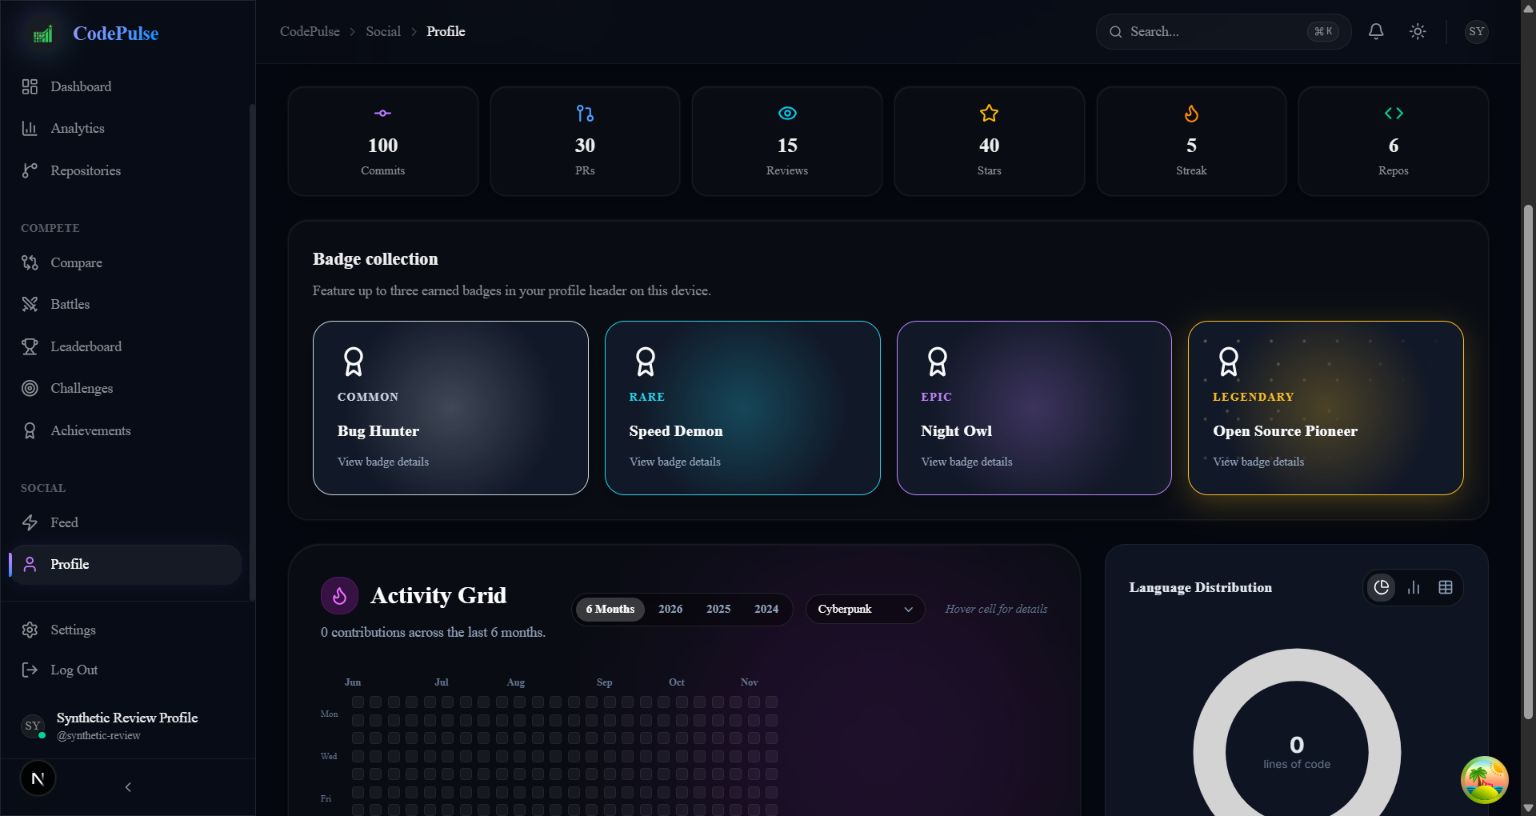 CodePulse
Dashboard
Analytics
Repositories
COMPETE
Compare
Battles
Leaderboard
Challenges
Achievements
SOCIAL
Feed
Profile
Settings
Log Out
SY
Synthetic Review Profile
@synthetic-review
N
CodePulse > Social > Profile
Search...
⌘K
SY
100
Commits
30
PRs
15
Reviews
40
Stars
5
Streak
6
Repos
Badge collection
Feature up to three earned badges in your profile header on this device.
COMMON
Bug Hunter
View badge details
RARE
Speed Demon
View badge details
EPIC
Night Owl
View badge details
LEGENDARY
Open Source Pioneer
View badge details
Activity Grid
0 contributions across the last 6 months.
6 Months 2026 2025 2024
Cyberpunk
Hover cell for details
Jun Jul Aug Sep Oct Nov
Mon
Wed
Fri
Language Distribution
0
lines of code